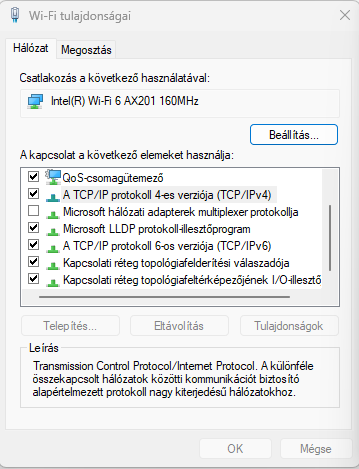 Wi-Fi tulajdonságai
Hálózat
Megosztás
Csatlakozás a következő használatával:
Intel(R) Wi-Fi 6 AX201 160MHz
Beállítás...
A kapcsolat a következő elemeket használja:
QoS-csomagütemező
A TCP/IP protokoll 4-es verziója (TCP/IPv4)
Microsoft hálózati adapterek multiplexer protokollja
Microsoft LLDP protokoll-illesztőprogram
A TCP/IP protokoll 6-os verziója (TCP/IPv6)
Kapcsolati réteg topológiafelderítési válaszadója
Kapcsolati réteg topológiafeltérképezőjének I/O-illesztő
Telepítés...
Eltávolítás
Tulajdonságok
Leírás
Transmission Control Protocol/Internet Protocol. A különféle
összekapcsolt hálózatok közötti kommunikációt biztosító
alapértelmezett protokoll nagy kiterjedésű hálózatokhoz.
OK
Mégse